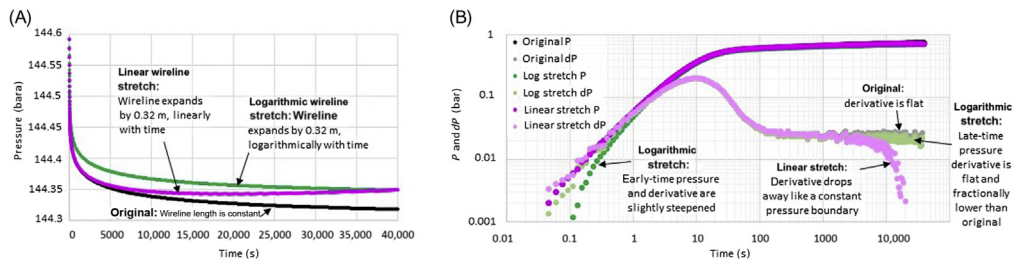 (A)
144.6
144.55
144.5
144.45
144.4
144.35
144.3
Pressure (bara)
Linear wireline
stretch:
Wireline expands
by 0.32 m, linearly
with time
Logarithmic wireline
stretch: Wireline
expands by 0.32 m,
logarithmically with time
Original: Wireline length is constant
0
5,000
10,000
15,000
20,000
25,000
30,000
35,000
40,000
Time (s)
(B)
1
0.1
0.01
0.001
P and dP (bar)
Original P
Original dP
Log stretch P
Log stretch dP
Linear stretch P
Linear stretch dP
Logarithmic
stretch:
Early-time pressure
and derivative are
slightly steepened
Original:
derivative is flat
Linear stretch:
Derivative drops
away like a constant
pressure boundary
Logarithmic
stretch:
Late-time
pressure
derivative is
flat and
fractionally
lower than
original
0.01
0.1
1
10
100
1000
10,000
Time (s)